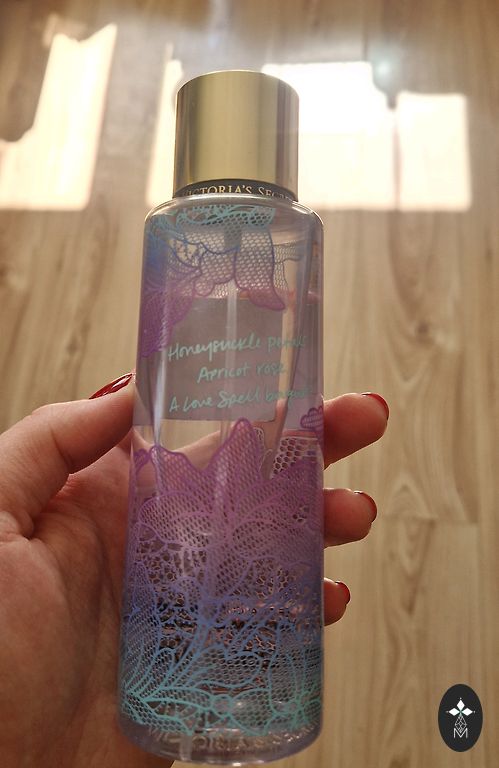 VICTORIA'S SECRET
Honeysuckle petals
Apricot rose
A Love Spell bouquet
M